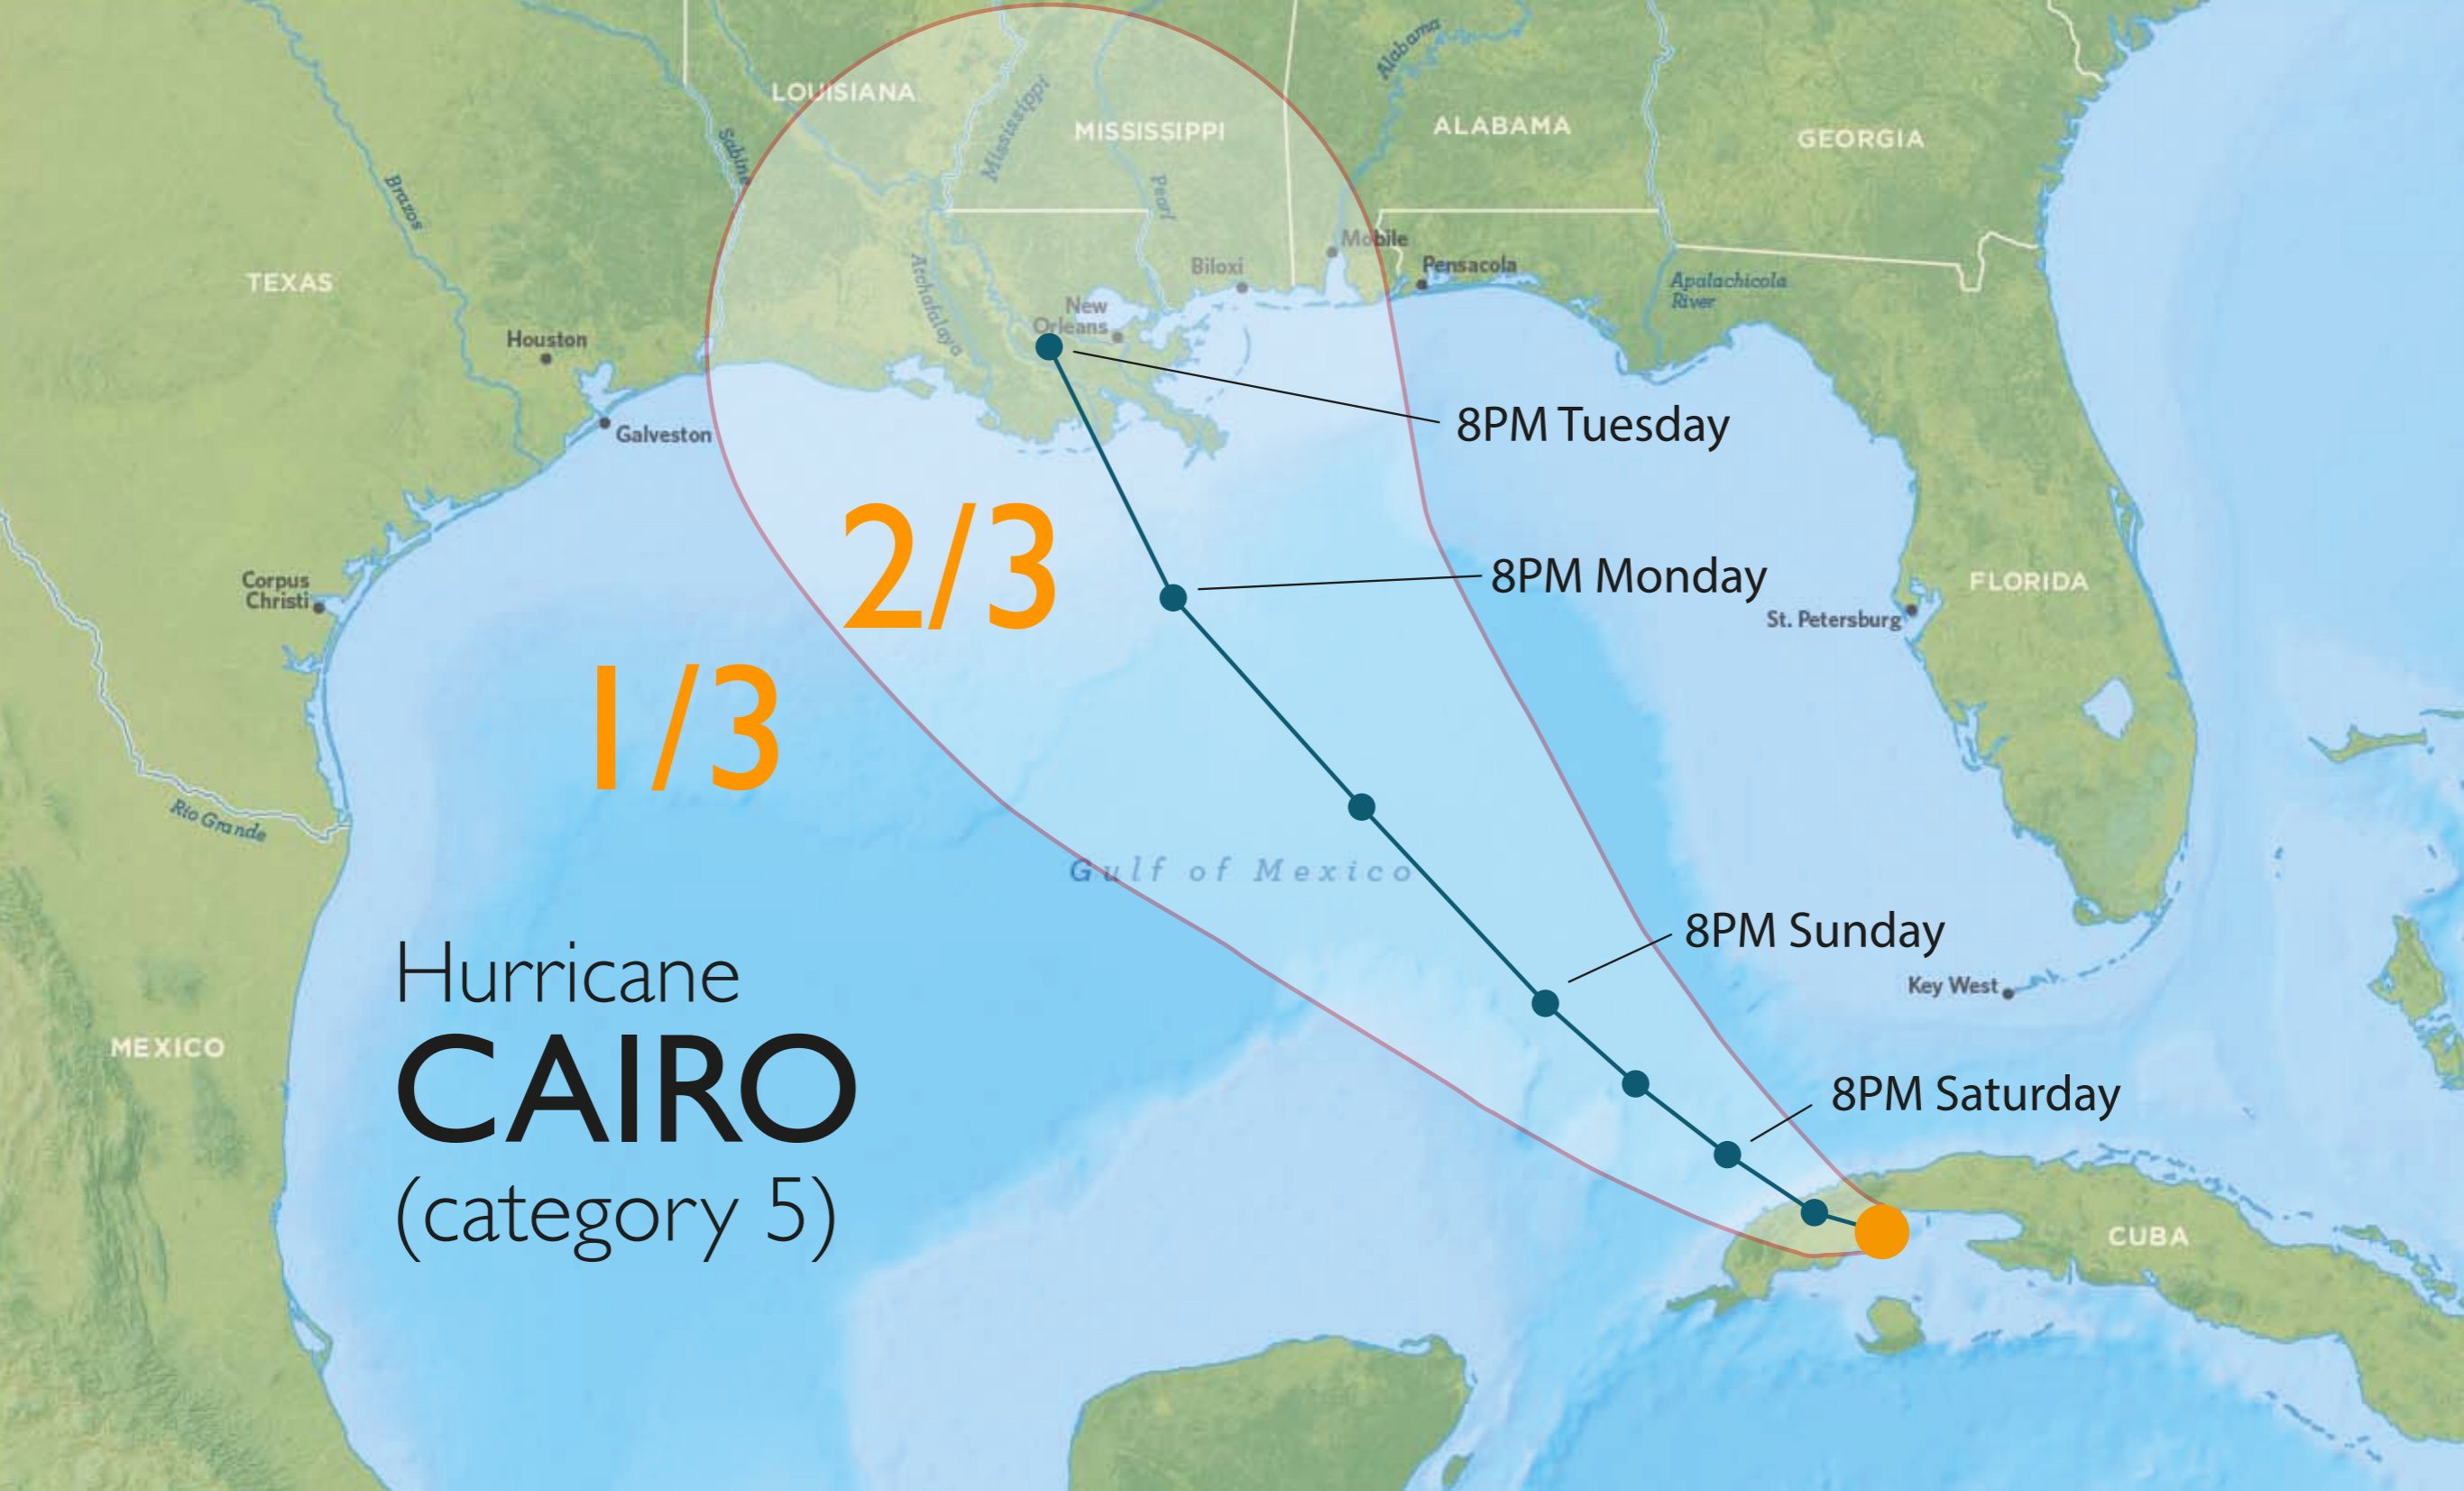 LOUISIANA
Mississippi
MISSISSIPPI
Alabama
ALABAMA
GEORGIA
Sabine
Brazos
Pearl
Atchafalaya
TEXAS
Houston
Galveston
New
Orleans
Biloxi
Mobile
Pensacola
Apalachicola
River
8PM Tuesday
2/3
8PM Monday
Corpus
Christi
FLORIDA
St. Petersburg
1/3
Rio Grande
Gulf of Mexico
8PM Sunday
Key West
Hurricane
CAIRO
(category 5)
MEXICO
8PM Saturday
CUBA